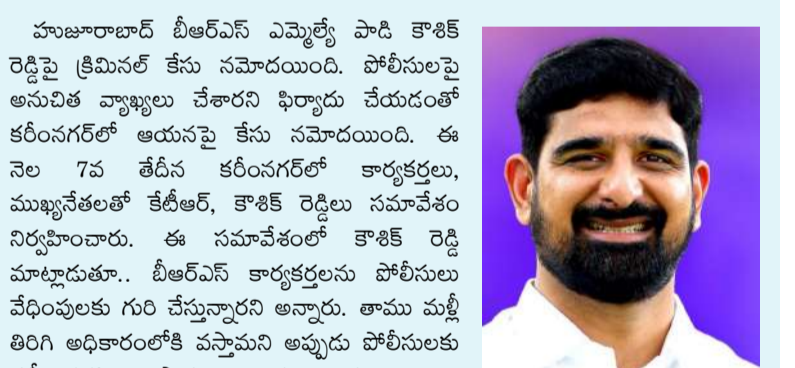 హుజూరాబాద్ బీఆర్ఎస్ ఎమ్మెల్యే పాడి కౌశిక్
రెడ్డిపై క్రిమినల్ కేసు నమోదయింది. పోలీసులపై
అనుచిత వ్యాఖ్యలు చేశారని ఫిర్యాదు చేయడంతో
కరీంనగర్‌లో ఆయనపై కేసు నమోదయింది. ఈ
నెల 7వ తేదీన కరీంనగర్‌లో కార్యకర్తలు,
ముఖ్యనేతలతో కేటీఆర్, కౌశిక్ రెడ్డిలు సమావేశం
నిర్వహించారు. ఈ సమావేశంలో కౌశిక్ రెడ్డి
మాట్లాడుతూ.. బీఆర్ఎస్ కార్యకర్తలను పోలీసులు
వేధింపులకు గురి చేస్తున్నారని అన్నారు. తాము మళ్లీ
తిరిగి అధికారంలోకి వస్తామని అప్పుడు పోలీసులకు